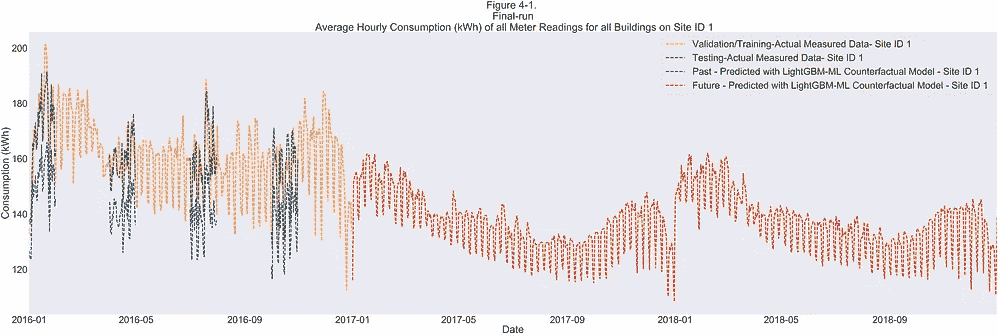 Figure 4-1.
Final-run
Average Hourly Consumption (kWh) of all Meter Readings for all Buildings on Site ID 1
Validation/Training-Actual Measured Data- Site ID 1
Testing-Actual Measured Data- Site ID 1
Past - Predicted with LightGBM-ML Counterfactual Model - Site ID 1
Future - Predicted with LightGBM-ML Counterfactual Model - Site ID 1
Consumption (kWh)
200
180
160
140
120
2016-01
2016-05
2016-09
2017-01
2017-05
2017-09
2018-01
2018-05
2018-09
Date